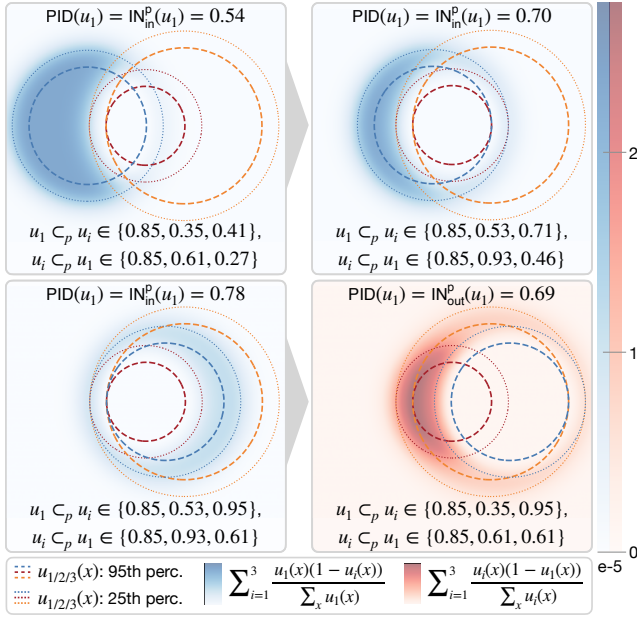 PID(u₁) = INᵖᵢₙ(u₁) = 0.54
u₁ ⊂ₚ uᵢ ∈ {0.85, 0.35, 0.41},
uᵢ ⊂ₚ u₁ ∈ {0.85, 0.61, 0.27}
PID(u₁) = INᵖᵢₙ(u₁) = 0.70
u₁ ⊂ₚ uᵢ ∈ {0.85, 0.53, 0.71},
uᵢ ⊂ₚ u₁ ∈ {0.85, 0.93, 0.46}
PID(u₁) = INᵖᵢₙ(u₁) = 0.78
u₁ ⊂ₚ uᵢ ∈ {0.85, 0.53, 0.95},
uᵢ ⊂ₚ u₁ ∈ {0.85, 0.93, 0.61}
PID(u₁) = INᵖₒᵤₜ(u₁) = 0.69
u₁ ⊂ₚ uᵢ ∈ {0.85, 0.35, 0.95},
uᵢ ⊂ₚ u₁ ∈ {0.85, 0.61, 0.61}
2
1
0
e-5
u₁/₂/₃(x): 95th perc.
u₁/₂/₃(x): 25th perc.
∑³ᵢ₌₁ u₁(x)(1 − uᵢ(x)) / ∑ₓ u₁(x)
∑³ᵢ₌₁ uᵢ(x)(1 − u₁(x)) / ∑ₓ uᵢ(x)